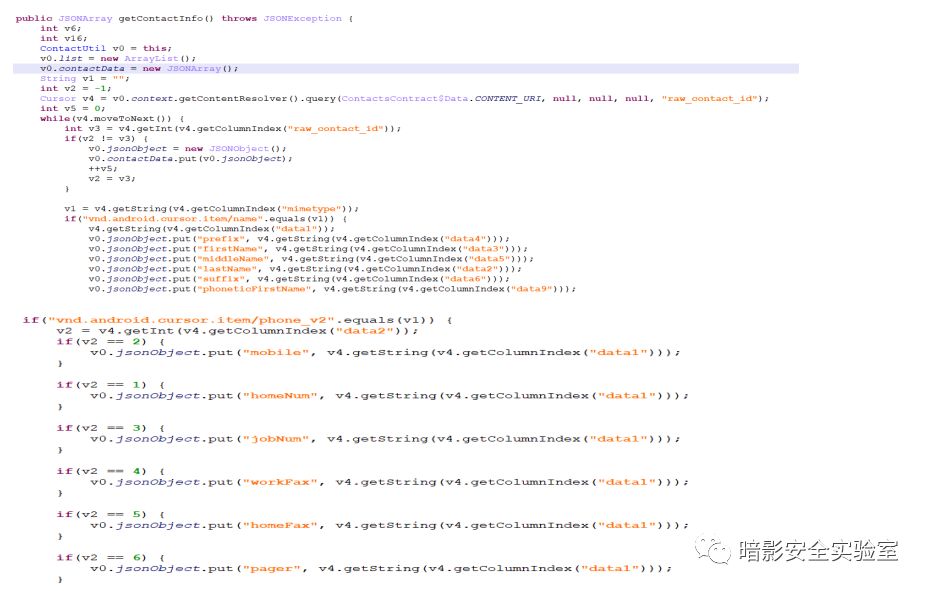 public JSONArray getContactInfo() throws JSONException {
int v6;
int v16;
ContactUtil v0 = this;
v0.list = new ArrayList();
v0.contactData = new JSONArray();
String v1 = "";
int v2 = -1;
Cursor v4 = v0.context.getContentResolver().query(ContactsContract$Data.CONTENT_URI, null, null, null, "raw_contact_id");
int v5 = 0;
while(v4.moveToNext()) {
int v3 = v4.getInt(v4.getColumnIndex("raw_contact_id"));
if(v2 != v3) {
v0.jsonObject = new JSONObject();
v0.contactData.put(v0.jsonObject);
++v5;
v2 = v3;
}
v1 = v4.getString(v4.getColumnIndex("mimetype"));
if("vnd.android.cursor.item/name".equals(v1)) {
v4.getString(v4.getColumnIndex("data1"));
v0.jsonObject.put("prefix", v4.getString(v4.getColumnIndex("data4")));
v0.jsonObject.put("firstName", v4.getString(v4.getColumnIndex("data3")));
v0.jsonObject.put("middleName", v4.getString(v4.getColumnIndex("data5")));
v0.jsonObject.put("lastName", v4.getString(v4.getColumnIndex("data2")));
v0.jsonObject.put("suffix", v4.getString(v4.getColumnIndex("data6")));
v0.jsonObject.put("phoneticFirstName", v4.getString(v4.getColumnIndex("data9")));
if("vnd.android.cursor.item/phone_v2".equals(v1)) {
v2 = v4.getInt(v4.getColumnIndex("data2"));
if(v2 == 2) {
v0.jsonObject.put("mobile", v4.getString(v4.getColumnIndex("data1")));
}
if(v2 == 1) {
v0.jsonObject.put("homeNum", v4.getString(v4.getColumnIndex("data1")));
}
if(v2 == 3) {
v0.jsonObject.put("jobNum", v4.getString(v4.getColumnIndex("data1")));
}
if(v2 == 4) {
v0.jsonObject.put("workFax", v4.getString(v4.getColumnIndex("data1")));
}
if(v2 == 5) {
v0.jsonObject.put("homeFax", v4.getString(v4.getColumnIndex("data1")));
}
if(v2 == 6) {
v0.jsonObject.put("pager", v4.getString(v4.getColumnIndex("data1")));
}
暗影安全实验室